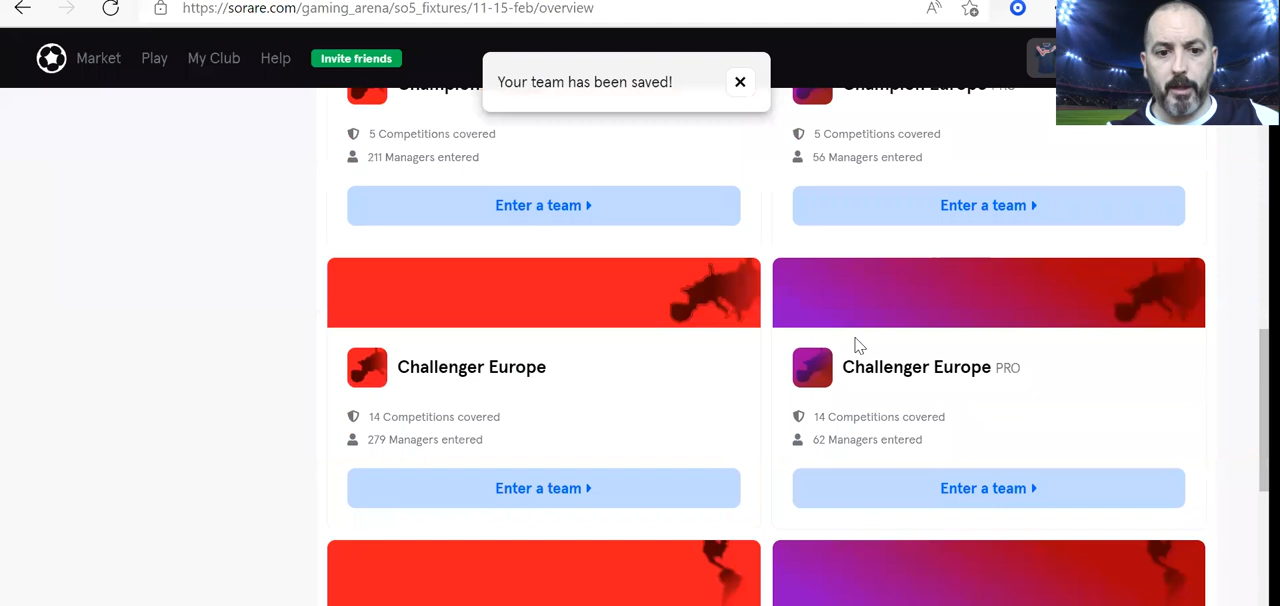 https://sorare.com/gaming_arena/so5_fixtures/11-15-feb/overview
Market Play My Club Help Invite friends
Your team has been saved!
Champion Europe PRO
5 Competitions covered
211 Managers entered
Enter a team
5 Competitions covered
56 Managers entered
Enter a team
Challenger Europe
14 Competitions covered
279 Managers entered
Enter a team
Challenger Europe PRO
14 Competitions covered
62 Managers entered
Enter a team